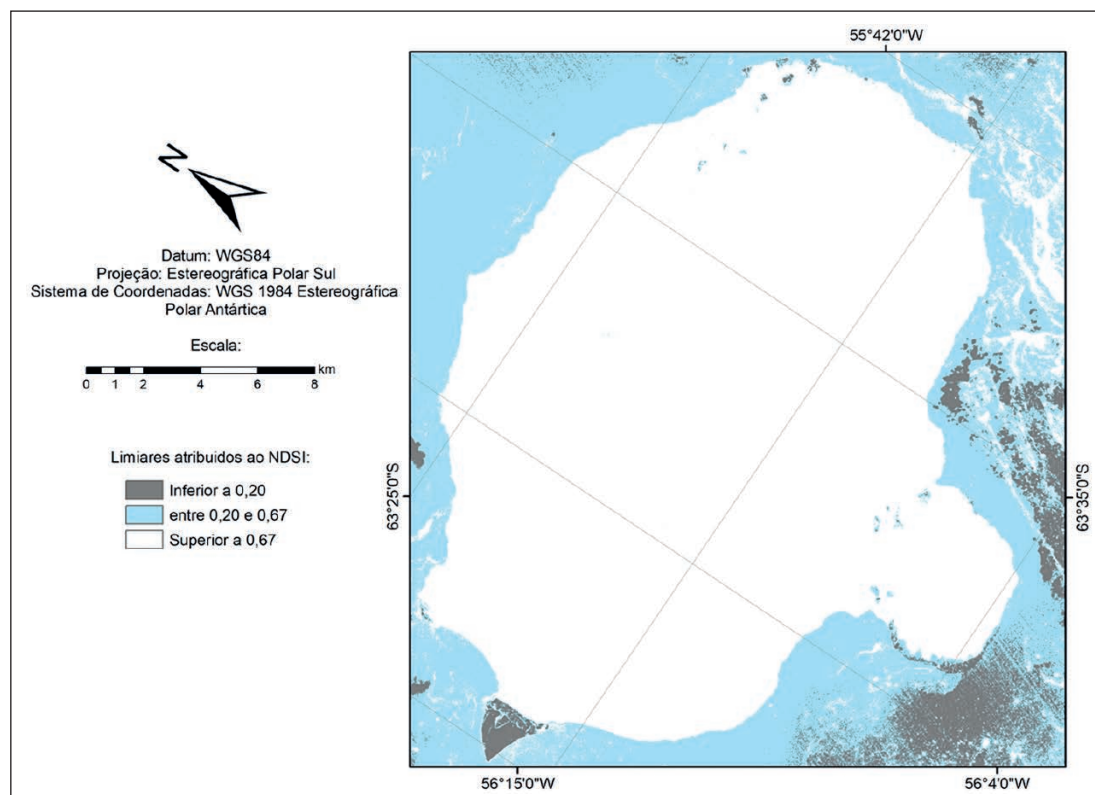 55°42'0"W
N
Datum: WGS84
Projeção: Estereográfica Polar Sul
Sistema de Coordenadas: WGS 1984 Estereográfica
Polar Antártica
Escala:
km
0 1 2 4 6 8
Limiares atribuidos ao NDSI:
Inferior a 0,20
entre 0,20 e 0,67
Superior a 0,67
63°25'0"S
63°35'0"S
56°15'0"W
56°4'0"W